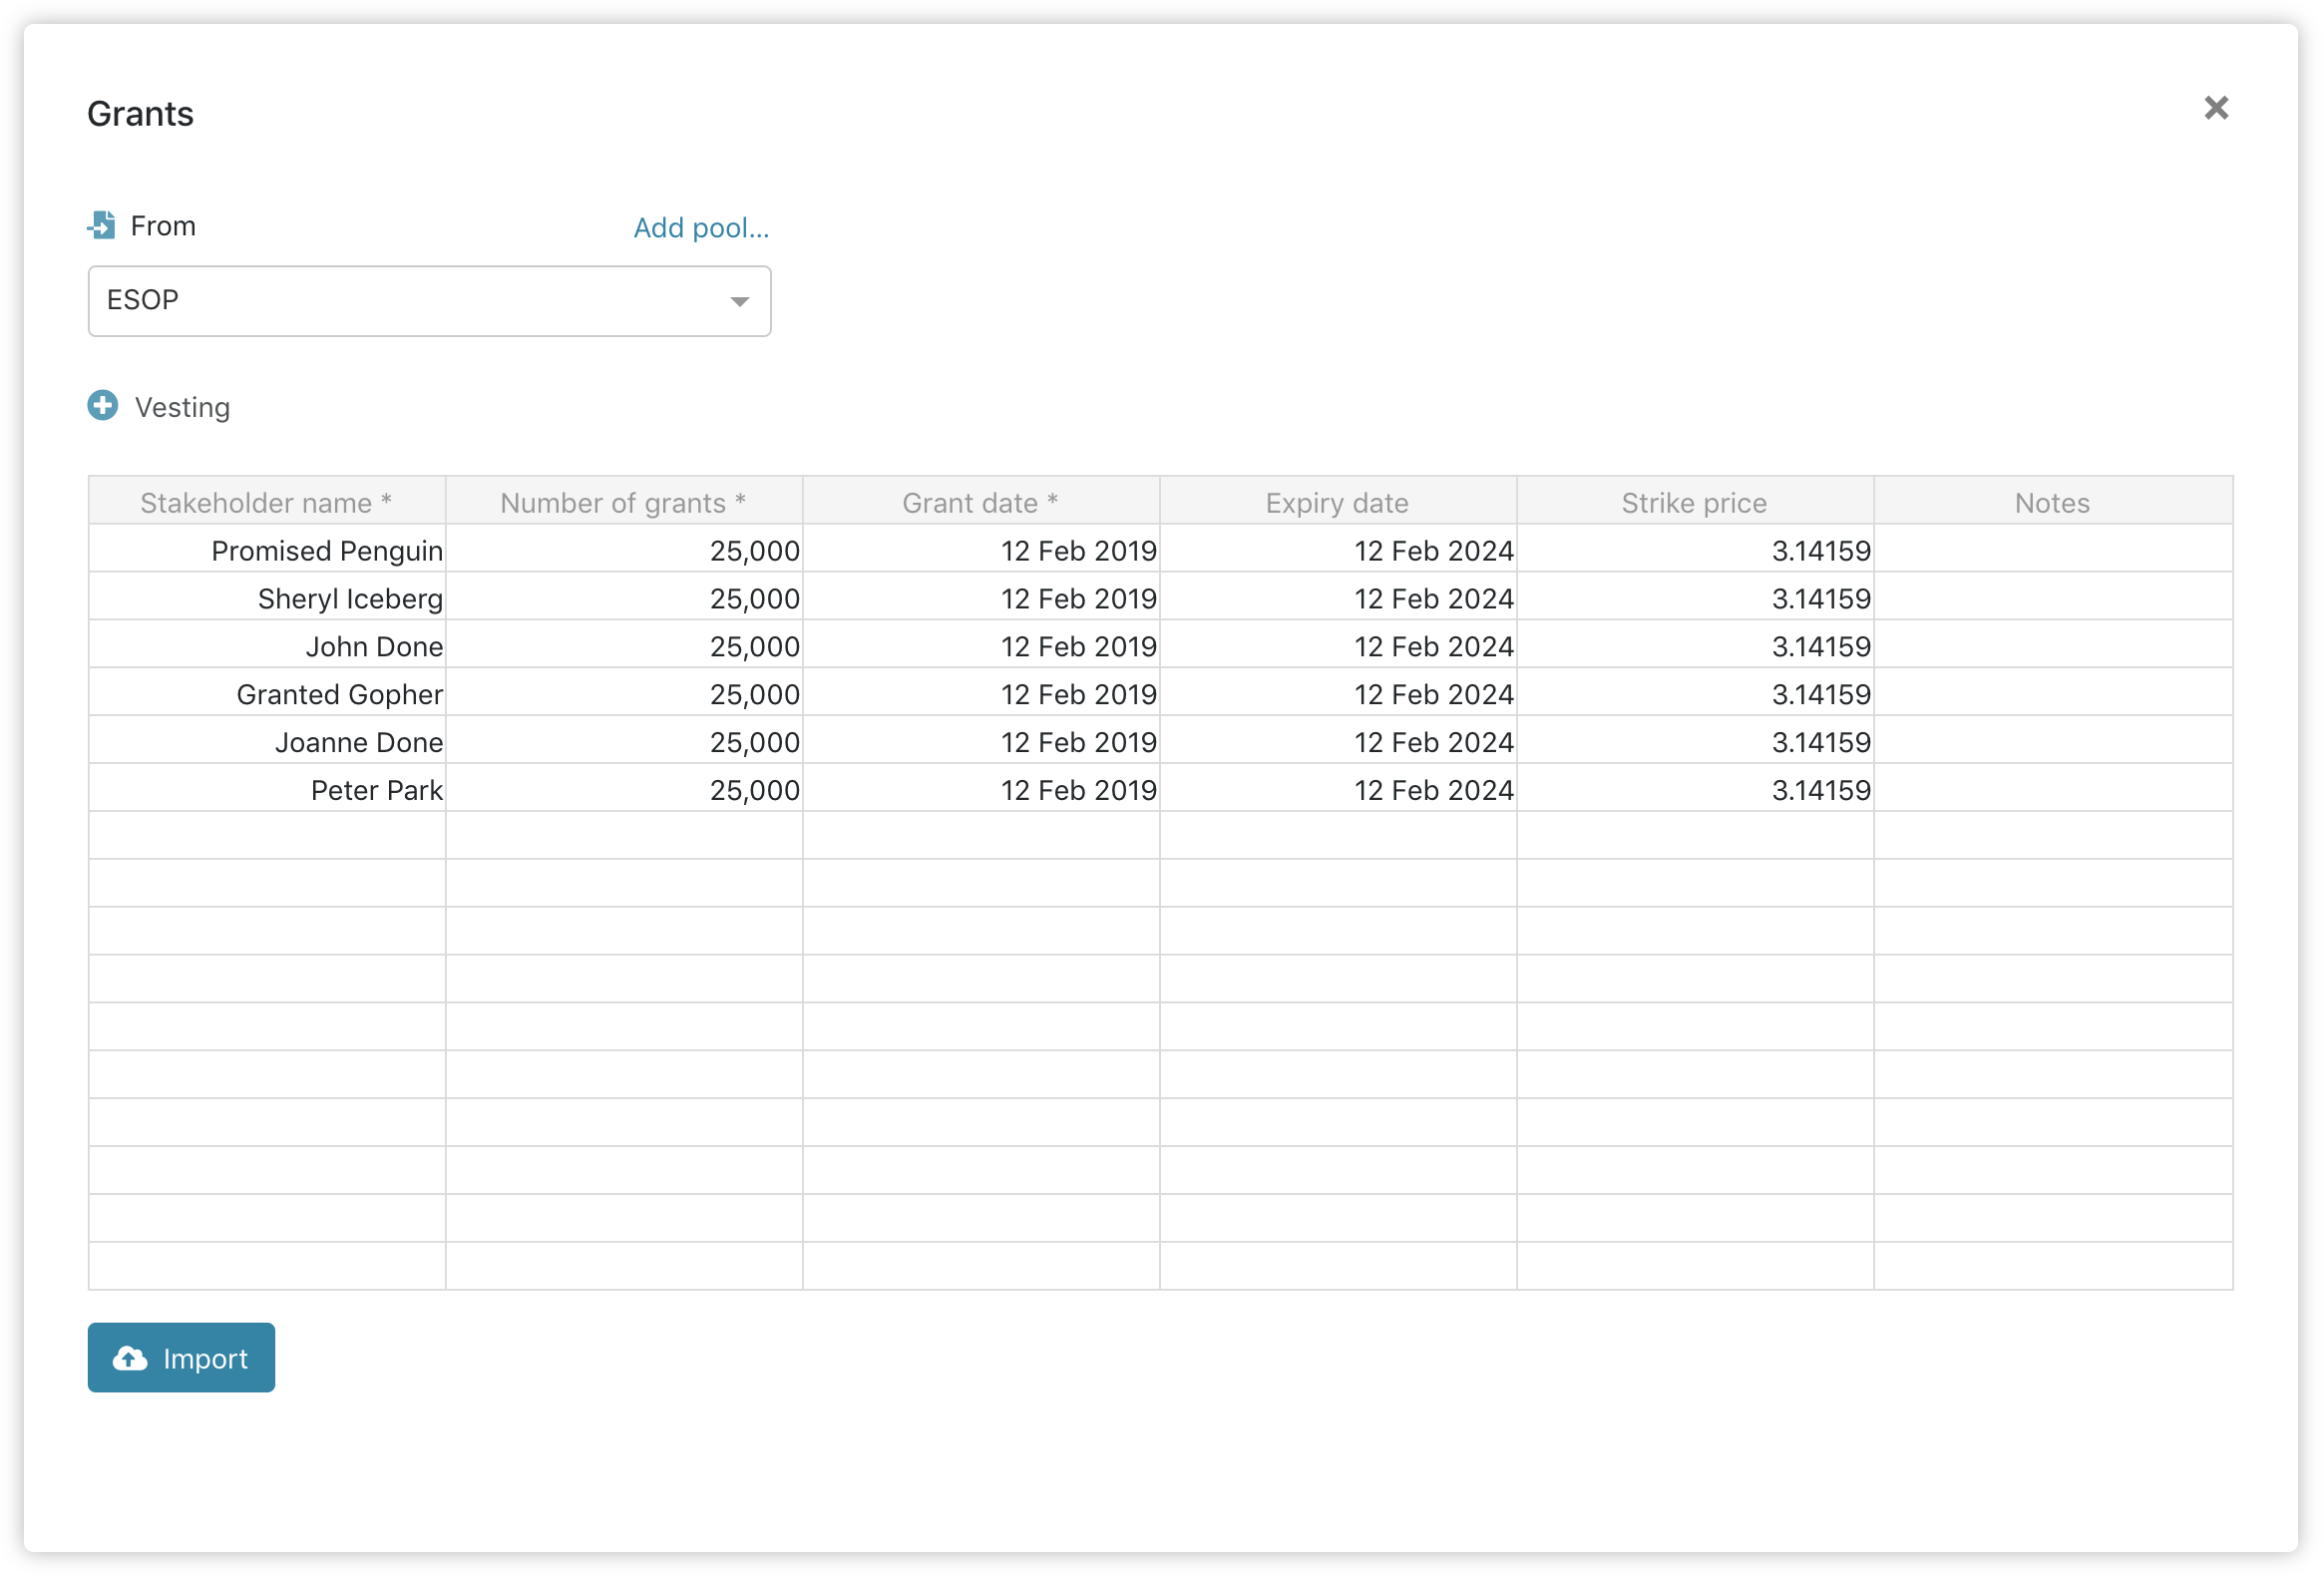 Grants
From Add pool...
ESOP
Vesting
Stakeholder name * Number of grants * Grant date * Expiry date Strike price Notes
Promised Penguin 25,000 12 Feb 2019 12 Feb 2024 3.14159
Sheryl Iceberg 25,000 12 Feb 2019 12 Feb 2024 3.14159
John Done 25,000 12 Feb 2019 12 Feb 2024 3.14159
Granted Gopher 25,000 12 Feb 2019 12 Feb 2024 3.14159
Joanne Done 25,000 12 Feb 2019 12 Feb 2024 3.14159
Peter Park 25,000 12 Feb 2019 12 Feb 2024 3.14159
Import